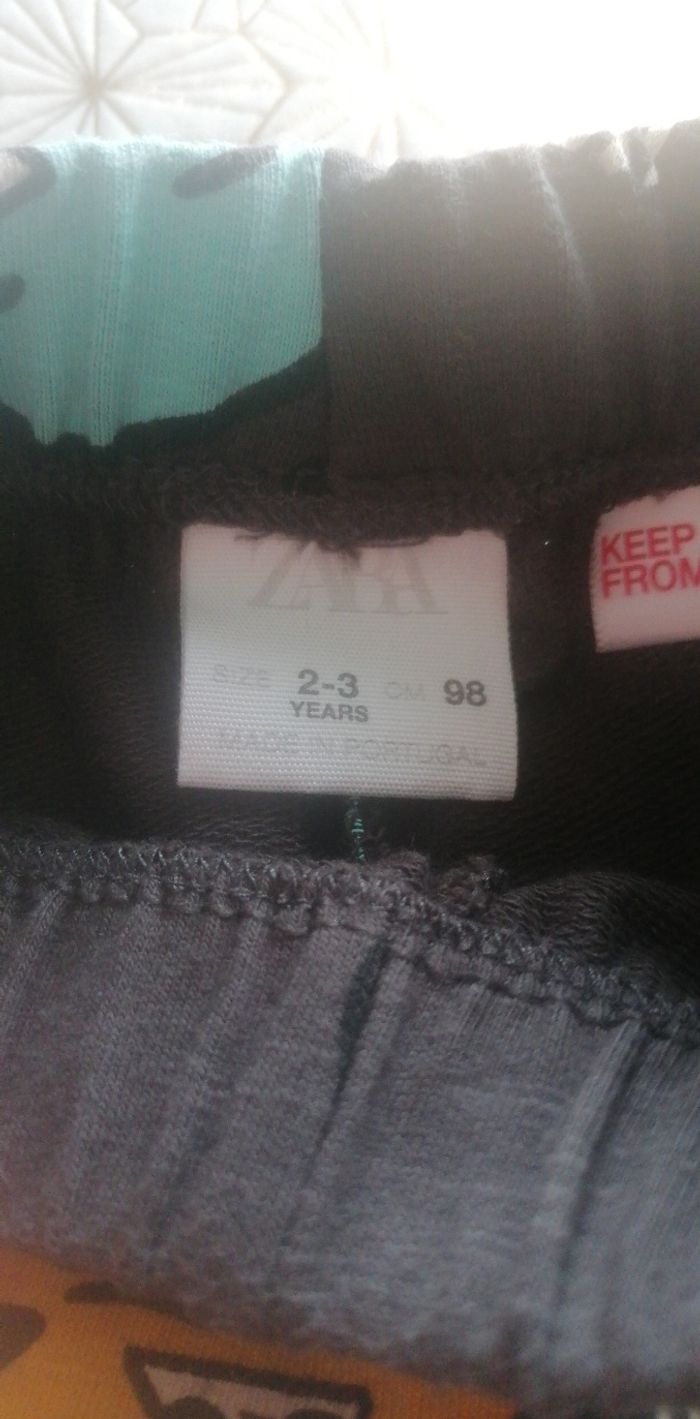 ZARA
SIZE 2-3 CM 98
YEARS
MADE IN PORTUGAL
KEEP
FROM